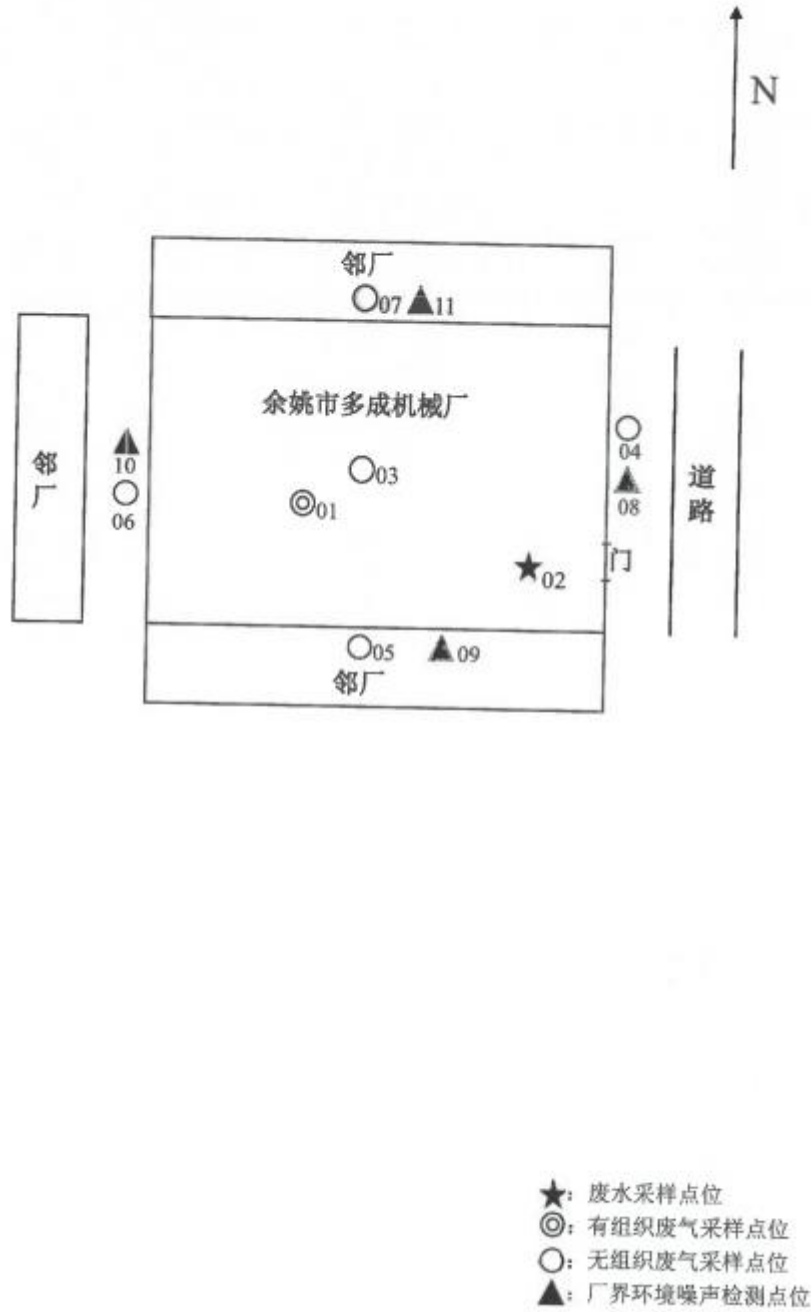 N
邻厂
07
11
余姚市多成机械厂
04
10
03
邻厂
08
道路
06
01
02
门
05
09
邻厂
★：废水采样点位
◎：有组织废气采样点位
○：无组织废气采样点位
▲：厂界环境噪声检测点位